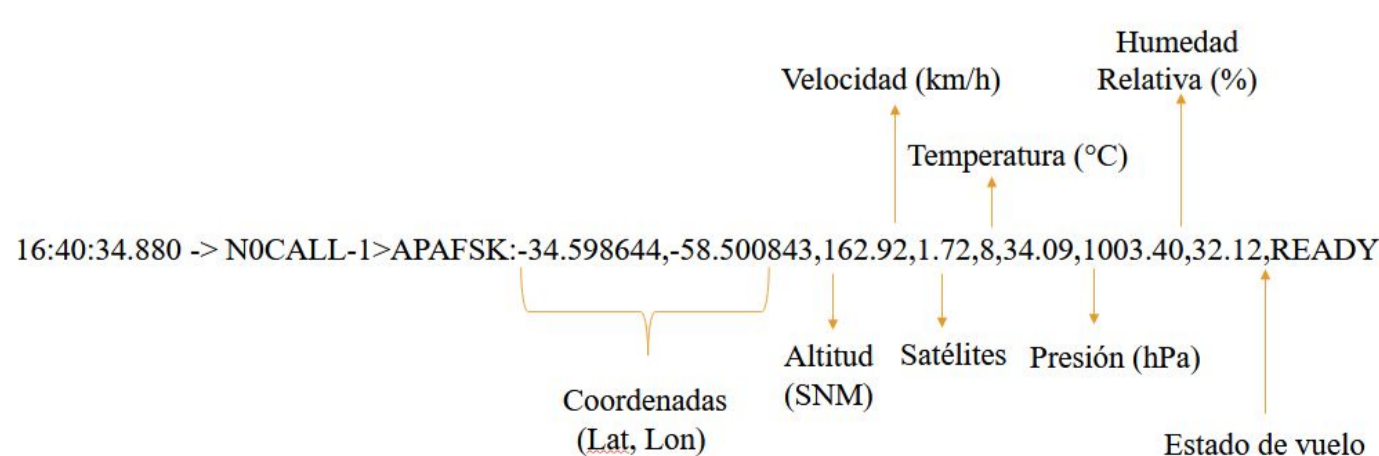 Humedad
Relativa (%)
Velocidad (km/h)
Temperatura (°C)
16:40:34.880 -> N0CALL-1>APAFSK:-34.598644,-58.500843,162.92,1.72,8,34.09,1003.40,32.12,READY
Altitud
(SNM)
Satélites
Presión (hPa)
Coordenadas
(Lat, Lon)
Estado de vuelo